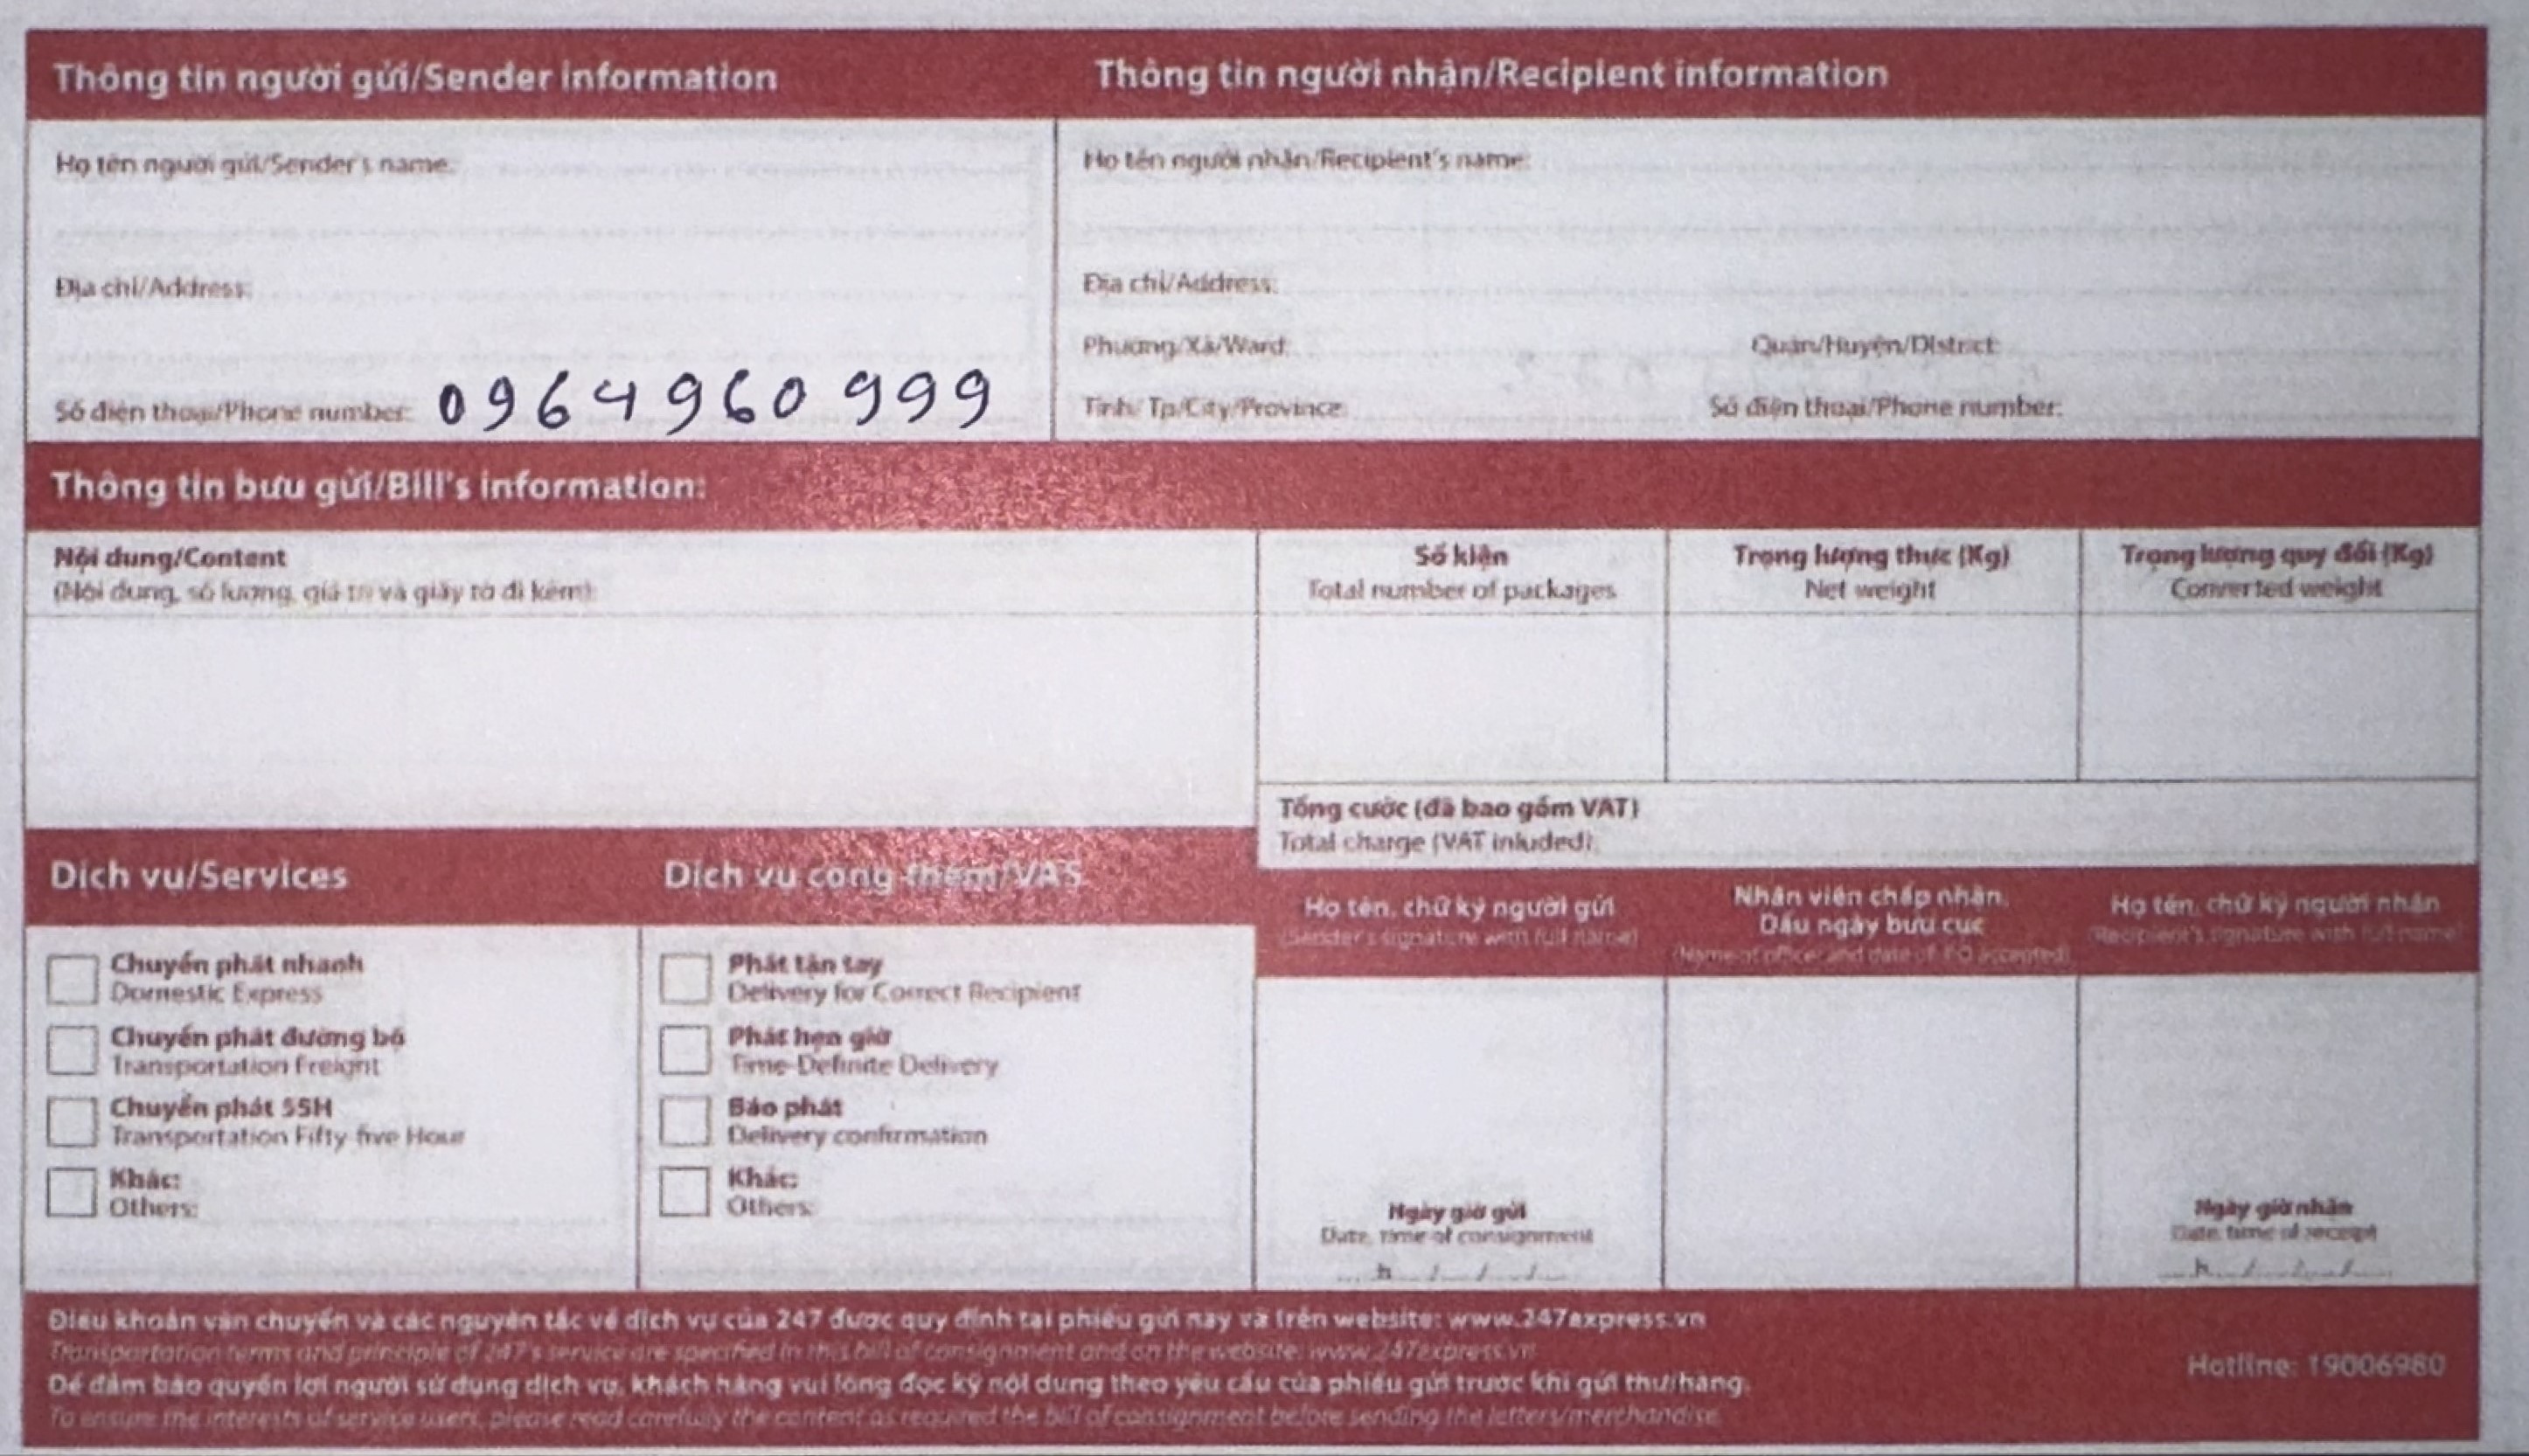 Thông tin người gửi/Sender information
Thông tin người nhận/Recipient information
Họ tên người gửi/Sender's name:
Họ tên người nhận/Recipient's name:
Địa chỉ/Address:
Địa chỉ/Address:
Phường/Xã/Ward:
Quận/Huyện/District:
Số điện thoại/Phone number: 0964960999
Tỉnh/Tp/City/Province:
Số điện thoại/Phone number:
Thông tin bưu gửi/Bill's information:
Nội dung/Content
(Nội dung, số lượng, giá trị và giấy tờ đi kèm):
Số kiện
Total number of packages
Trọng lượng thực (Kg)
Net weight
Trọng lượng quy đổi (Kg)
Converted weight
Tổng cước (đã bao gồm VAT)
Total charge (VAT inluded):
Dịch vụ/Services
Chuyển phát nhanh
Domestic Express
Chuyển phát đường bộ
Transportation Freight
Chuyển phát 55H
Transportation Fifty-five Hour
Khác:
Others:
Dịch vụ cộng thêm/VAS
Phát tận tay
Delivery for Correct Recipient
Phát hẹn giờ
Time-Definite Delivery
Báo phát
Delivery confirmation
Khác:
Others:
Họ tên, chữ ký người gửi
(Sender's signature with full name)
Ngày giờ gửi
Date, time of consignment
....h...../...../...../.....
Nhân viên chấp nhận,
Dấu ngày bưu cục
(Name of officer and date of P.O accepted)
Họ tên, chữ ký người nhận
(Recipient's signature with full name)
Ngày giờ nhận
Date, time of receipt
....h...../...../...../.....
Điều khoản vận chuyển và các nguyên tắc về dịch vụ của 247 được quy định tại phiếu gửi này và trên website: www.247express.vn
Transportation terms and principle of 247's service are specified in this bill of consignment and on the website: www.247express.vn
Để đảm bảo quyền lợi người sử dụng dịch vụ, khách hàng vui lòng đọc kỹ nội dung theo yêu cầu của phiếu gửi trước khi gửi thư/hàng.
To ensure the interests of service users, please read carefully the content as required the bill of consignment before sending the letters/merchandise
Hotline: 19006980